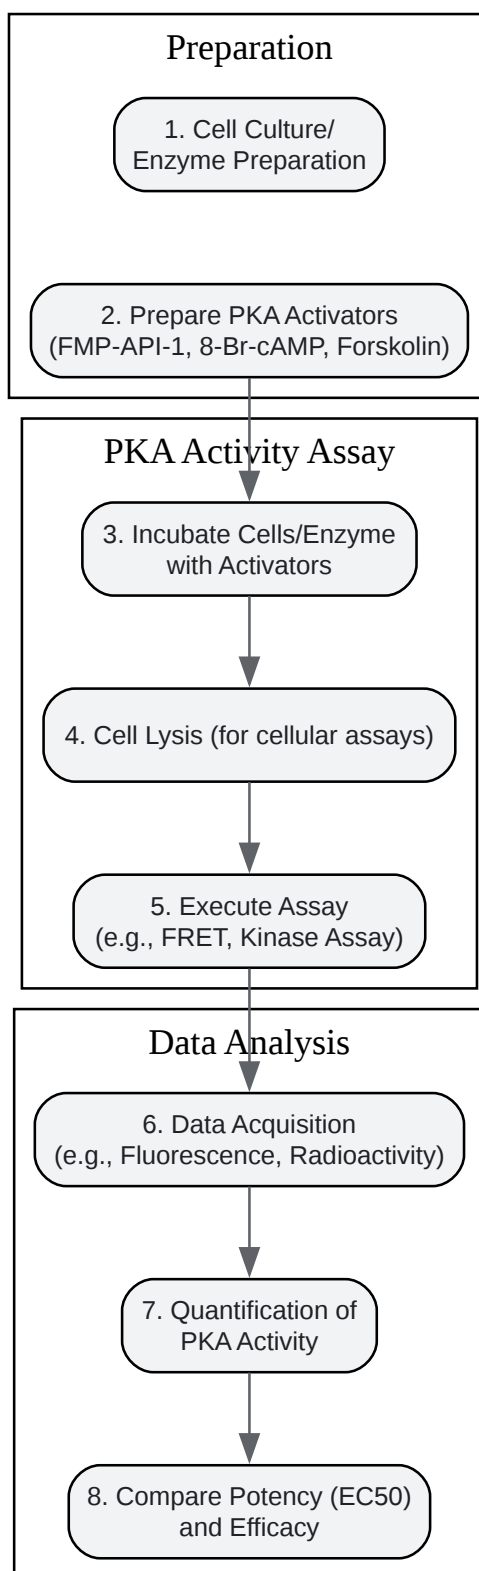 Preparation
1. Cell Culture/
Enzyme Preparation
2. Prepare PKA Activators
(FMP-API-1, 8-Br-cAMP, Forskolin)
PKA Activity Assay
3. Incubate Cells/Enzyme
with Activators
4. Cell Lysis (for cellular assays)
5. Execute Assay
(e.g., FRET, Kinase Assay)
Data Analysis
6. Data Acquisition
(e.g., Fluorescence, Radioactivity)
7. Quantification of
PKA Activity
8. Compare Potency (EC50)
and Efficacy